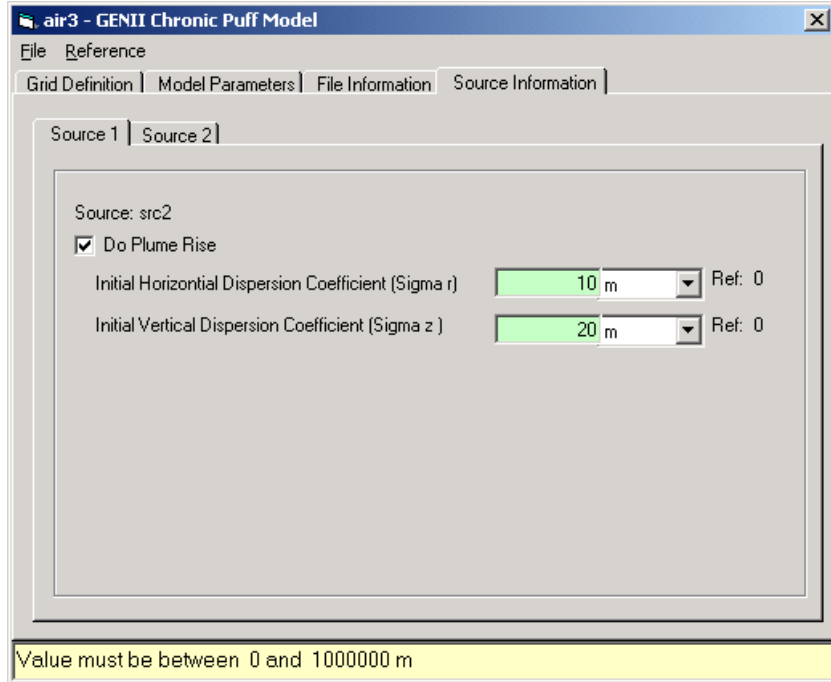 air3 - GENII Chronic Puff Model
File Reference
Grid Definition Model Parameters File Information Source Information
Source 1 Source 2
Source: src2
Do Plume Rise
Initial Horizontial Dispersion Coefficient (Sigma r) 10 m Ref: 0
Initial Vertical Dispersion Coefficient (Sigma z ) 20 m Ref: 0
Value must be between 0 and 1000000 m